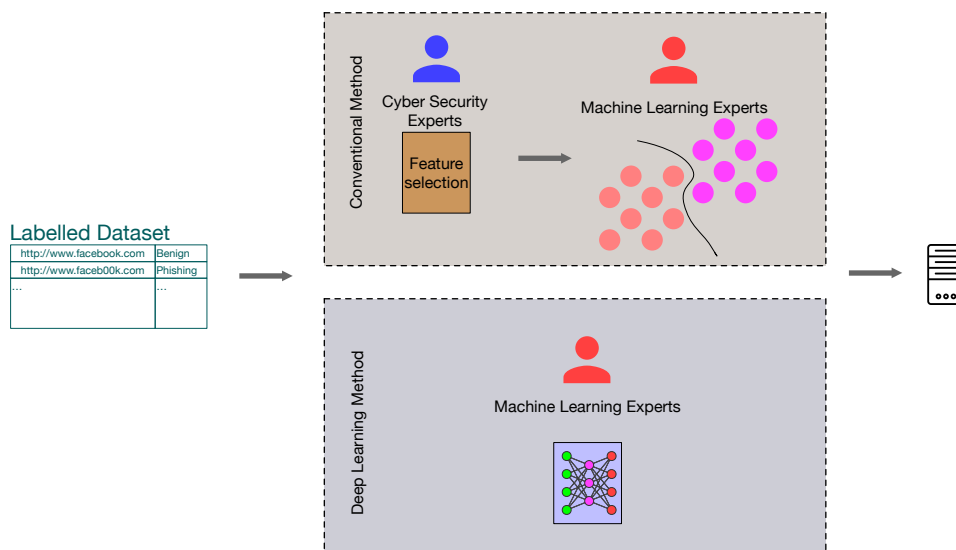 Labelled Dataset
http://www.facebook.com Benign
http://www.faceb00k.com Phishing
... ...
Conventional Method
Cyber Security
Experts
Feature
selection
Machine Learning Experts
Deep Learning Method
Machine Learning Experts